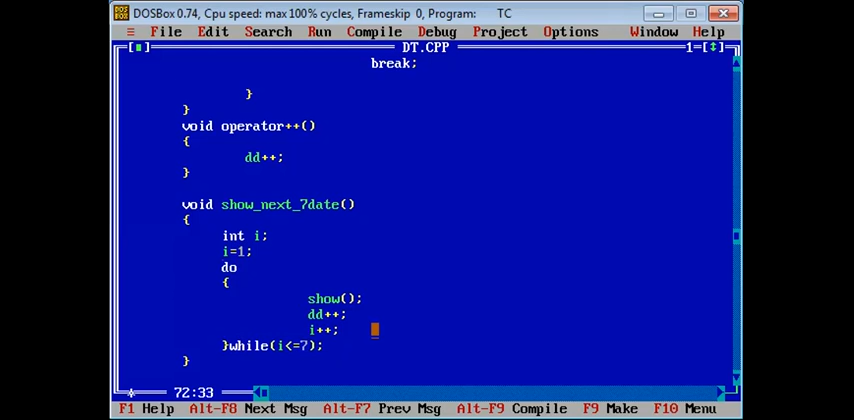 DOSBox 0.74, Cpu speed: max 100% cycles, Frameskip 0, Program: TC
≡ File Edit Search Run Compile Debug Project Options Window Help
[■] DT.CPP 1=[↕]
break;
}
}
void operator++()
{
dd++;
}
void show_next_7date()
{
int i;
i=1;
do
{
show();
dd++;
i++;
}while(i<=7);
}
72:33
F1 Help Alt-F8 Next Msg Alt-F7 Prev Msg Alt-F9 Compile F9 Make F10 Menu